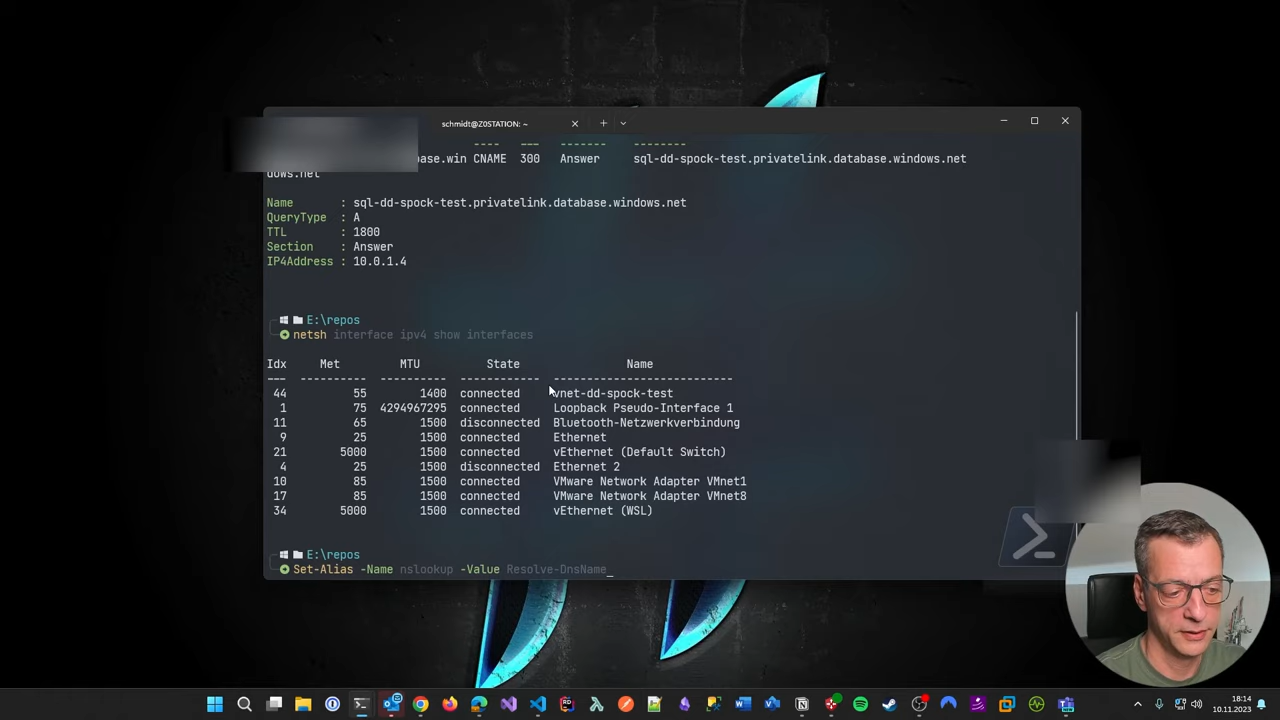 schmidt@Z0STATION: ~
---- --- ------- --------
ase.win CNAME 300 Answer sql-dd-spock-test.privatelink.database.windows.net
dows.net
Name : sql-dd-spock-test.privatelink.database.windows.net
QueryType : A
TTL : 1800
Section : Answer
IP4Address : 10.0.1.4
E:\repos
netsh interface ipv4 show interfaces
Idx Met MTU State Name
--- ---------- ---------- ------------ ---------------------------
44 55 1400 connected vnet-dd-spock-test
1 75 4294967295 connected Loopback Pseudo-Interface 1
11 65 1500 disconnected Bluetooth-Netzwerkverbindung
9 25 1500 connected Ethernet
21 5000 1500 connected vEthernet (Default Switch)
4 25 1500 disconnected Ethernet 2
10 85 1500 connected VMware Network Adapter VMnet1
17 85 1500 connected VMware Network Adapter VMnet8
34 5000 1500 connected vEthernet (WSL)
E:\repos
Set-Alias -Name nslookup -Value Resolve-DnsName_
18:14
10.11.2023